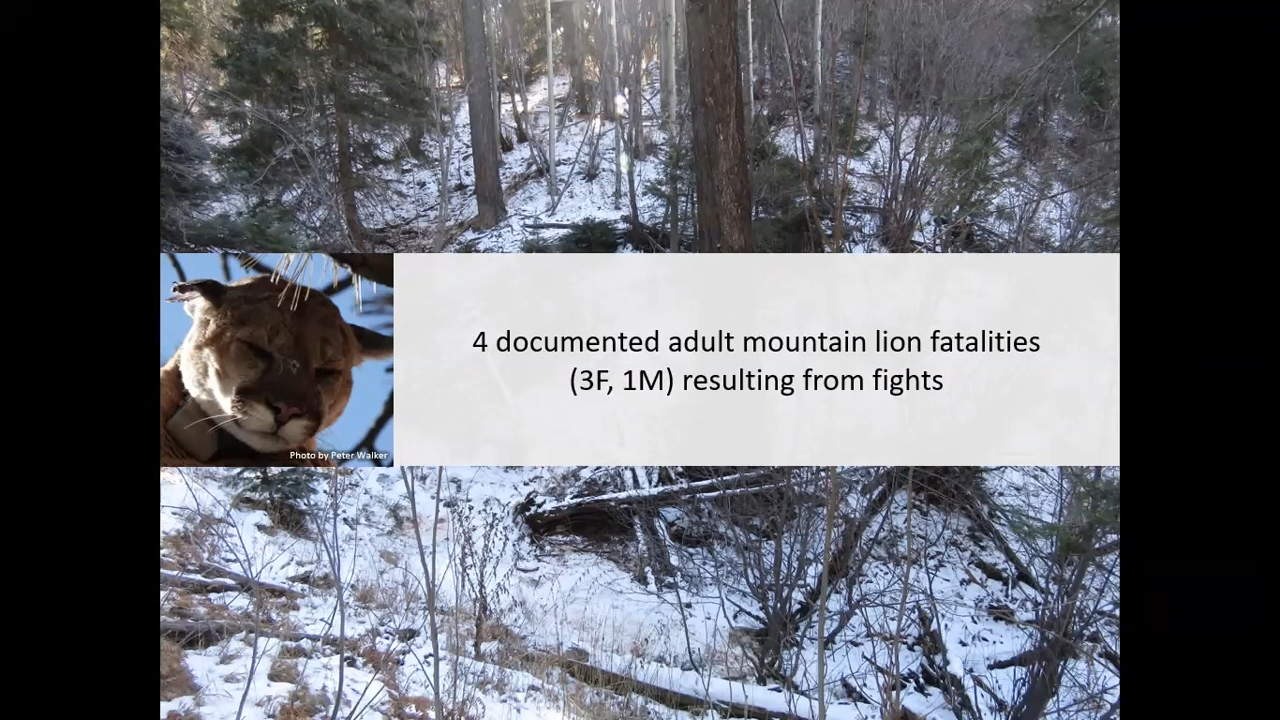 4 documented adult mountain lion fatalities
(3F, 1M) resulting from fights
Photo by Peter Walker